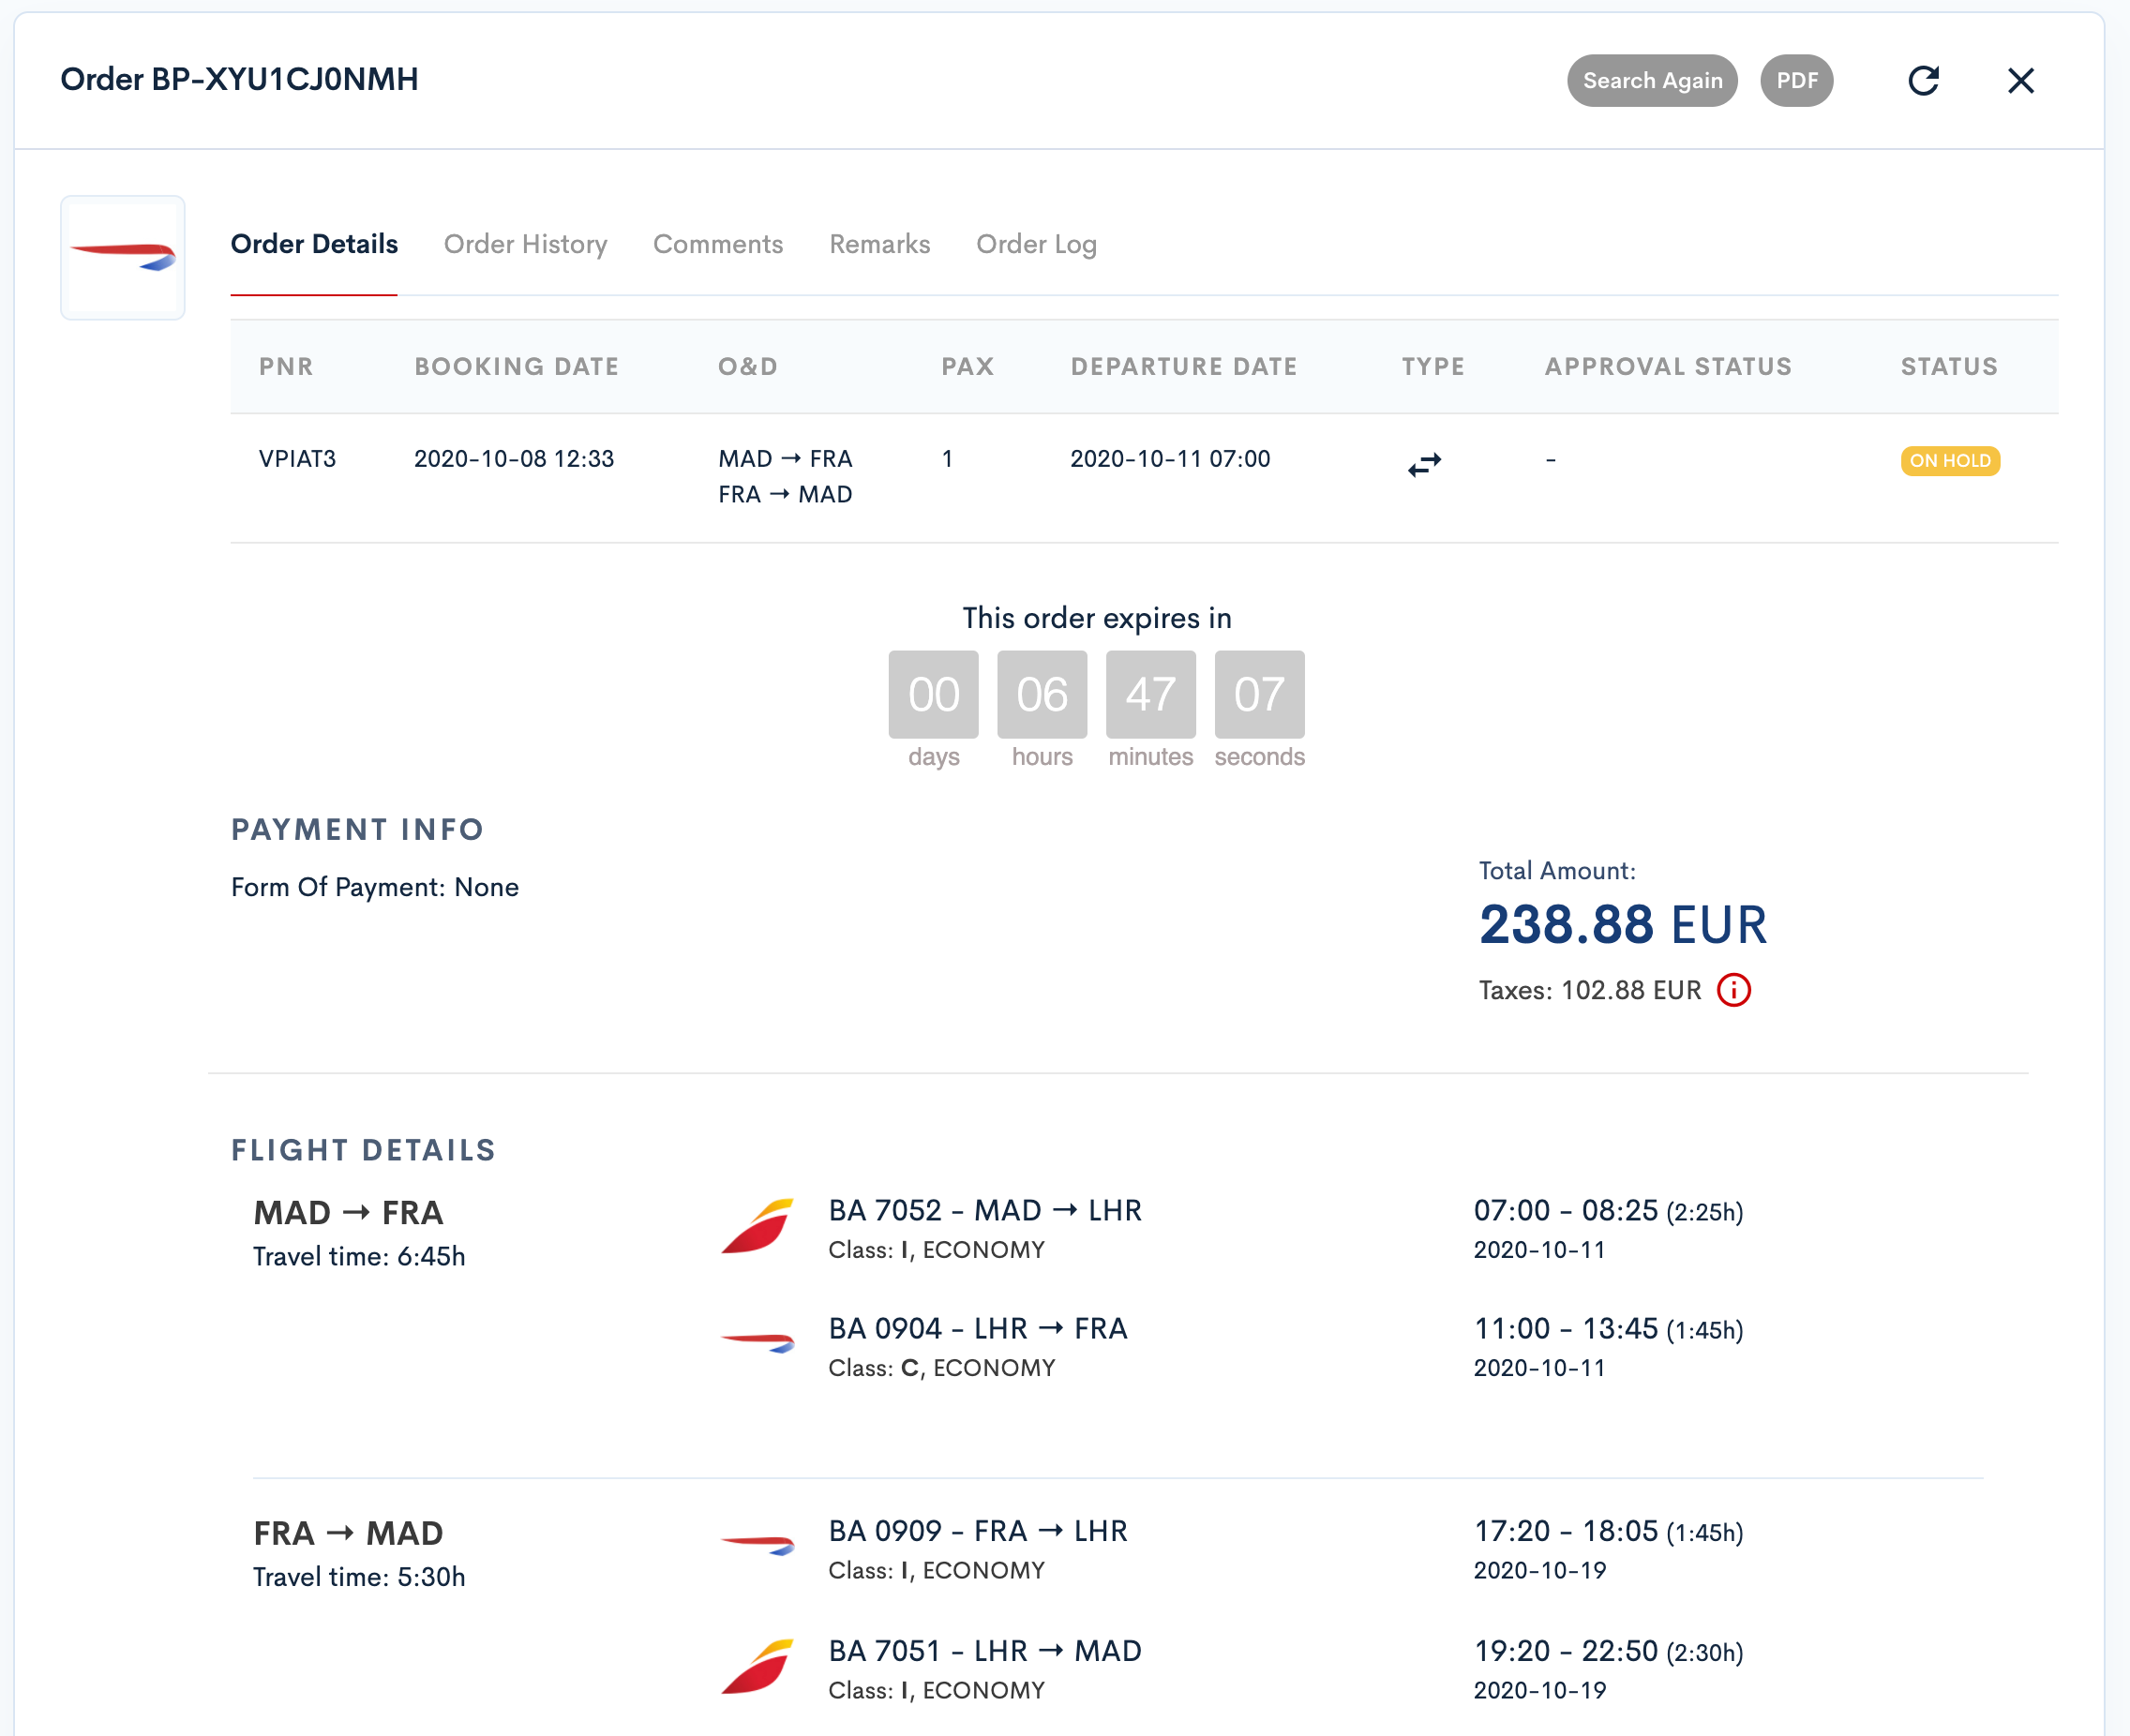 Order BP-XYU1CJ0NMH
Search Again
PDF
Order Details
Order History
Comments
Remarks
Order Log
PNR
BOOKING DATE
O&D
PAX
DEPARTURE DATE
TYPE
APPROVAL STATUS
STATUS
VPIAT3
2020-10-08 12:33
MAD → FRA
FRA → MAD
1
2020-10-11 07:00
-
ON HOLD
This order expires in
00
06
47
07
days
hours
minutes
seconds
PAYMENT INFO
Form Of Payment: None
Total Amount:
238.88 EUR
Taxes: 102.88 EUR
FLIGHT DETAILS
MAD → FRA
Travel time: 6:45h
BA 7052 - MAD → LHR
Class: I, ECONOMY
07:00 - 08:25 (2:25h)
2020-10-11
BA 0904 - LHR → FRA
Class: C, ECONOMY
11:00 - 13:45 (1:45h)
2020-10-11
FRA → MAD
Travel time: 5:30h
BA 0909 - FRA → LHR
Class: I, ECONOMY
17:20 - 18:05 (1:45h)
2020-10-19
BA 7051 - LHR → MAD
Class: I, ECONOMY
19:20 - 22:50 (2:30h)
2020-10-19